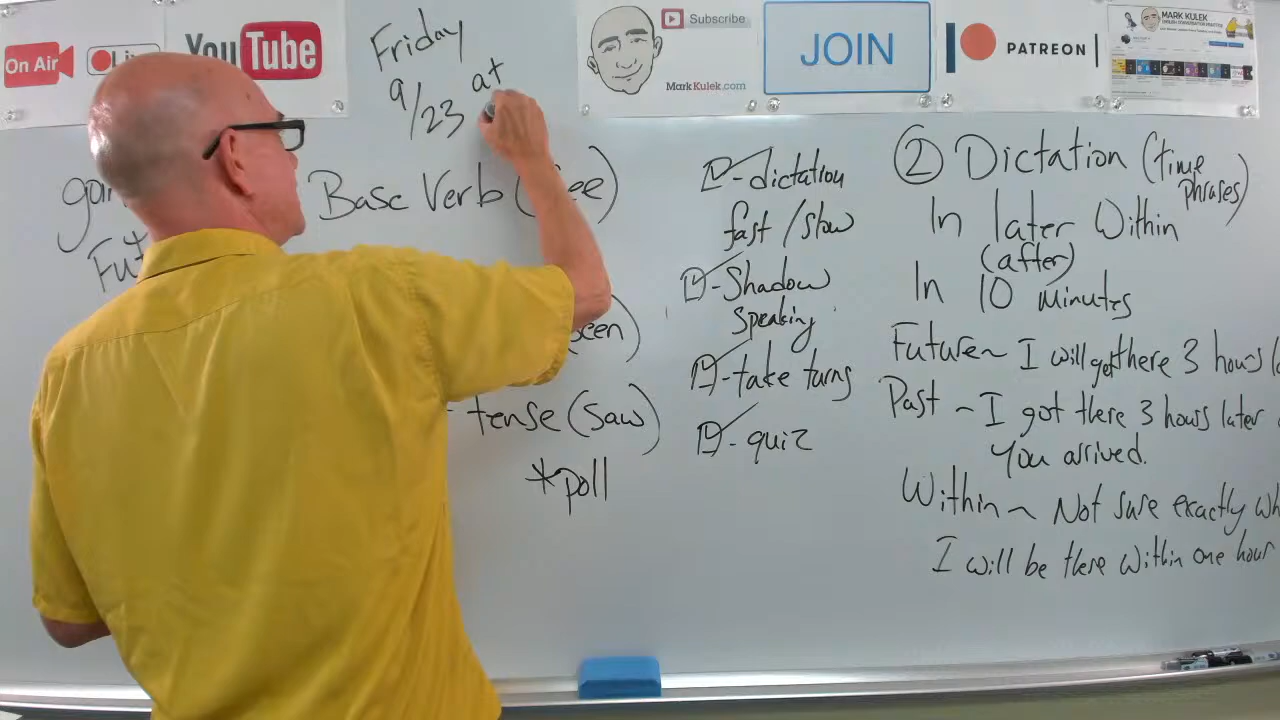 On Air
Live
YouTube
Friday
9/23 at
Subscribe
MarkKulek.com
JOIN
PATREON
MARK KULEK
Base Verb (See)
tense (Saw)
*poll
- dictation
fast / slow
- Shadow
speaking
- take turns
- quiz
② Dictation (time
phrases)
In later Within
(after)
In 10 minutes
Future ~ I will get there 3 hours
Past ~ I got there 3 hours later
you arrived.
Within ~ Not sure exactly
I will be there within one hour